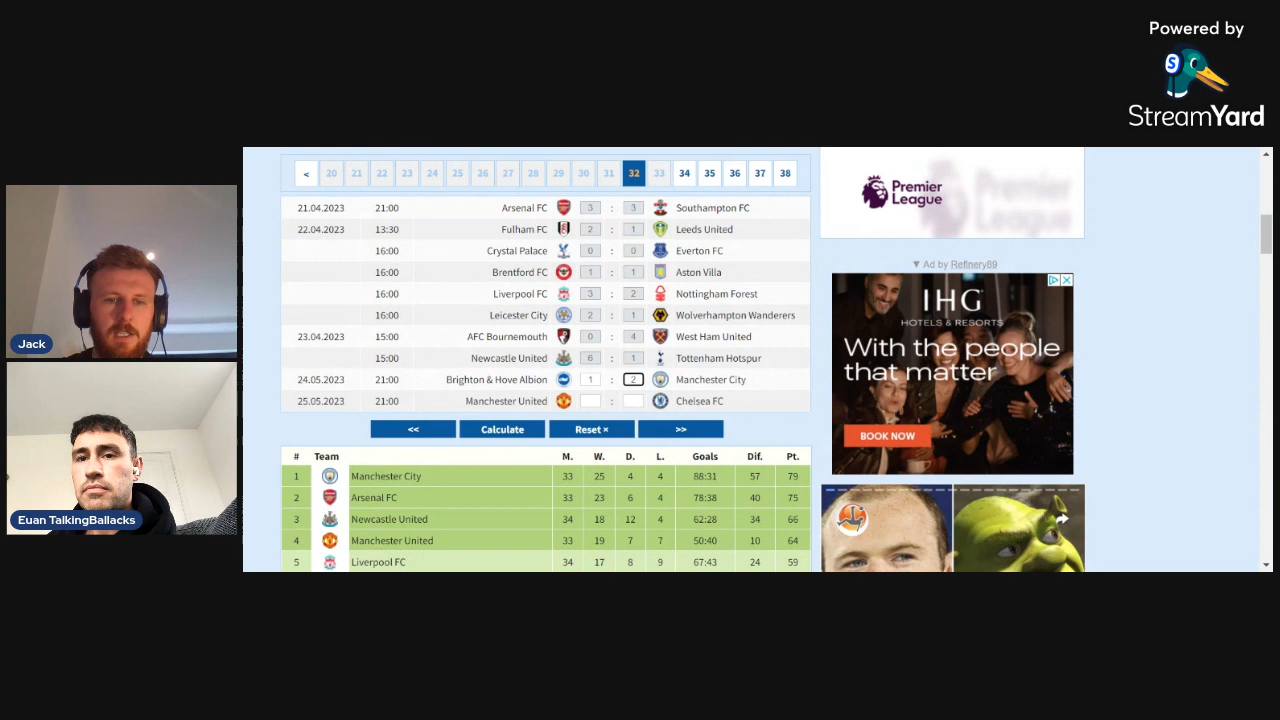 Powered by
StreamYard
< 20 21 22 23 24 25 26 27 28 29 30 31 32 33 34 35 36 37 38
21.04.2023 21:00 Arsenal FC 3 : 3 Southampton FC
22.04.2023 13:30 Fulham FC 2 : 1 Leeds United
16:00 Crystal Palace 0 : 0 Everton FC
16:00 Brentford FC 1 : 1 Aston Villa
16:00 Liverpool FC 3 : 2 Nottingham Forest
16:00 Leicester City 2 : 1 Wolverhampton Wanderers
23.04.2023 15:00 AFC Bournemouth 0 : 4 West Ham United
15:00 Newcastle United 6 : 1 Tottenham Hotspur
24.05.2023 21:00 Brighton & Hove Albion 1 : 2 Manchester City
25.05.2023 21:00 Manchester United : Chelsea FC
<< Calculate Reset × >>
# Team M. W. D. L. Goals Dif. Pt.
1 Manchester City 33 25 4 4 88:31 57 79
2 Arsenal FC 33 23 6 4 78:38 40 75
3 Newcastle United 34 18 12 4 62:28 34 66
4 Manchester United 33 19 7 7 50:40 10 64
5 Liverpool FC 34 17 8 9 67:43 24 59
Premier
League
▼ Ad by Refinery89
IHG
HOTELS & RESORTS
With the people
that matter
BOOK NOW
Jack
Euan TalkingBallacks